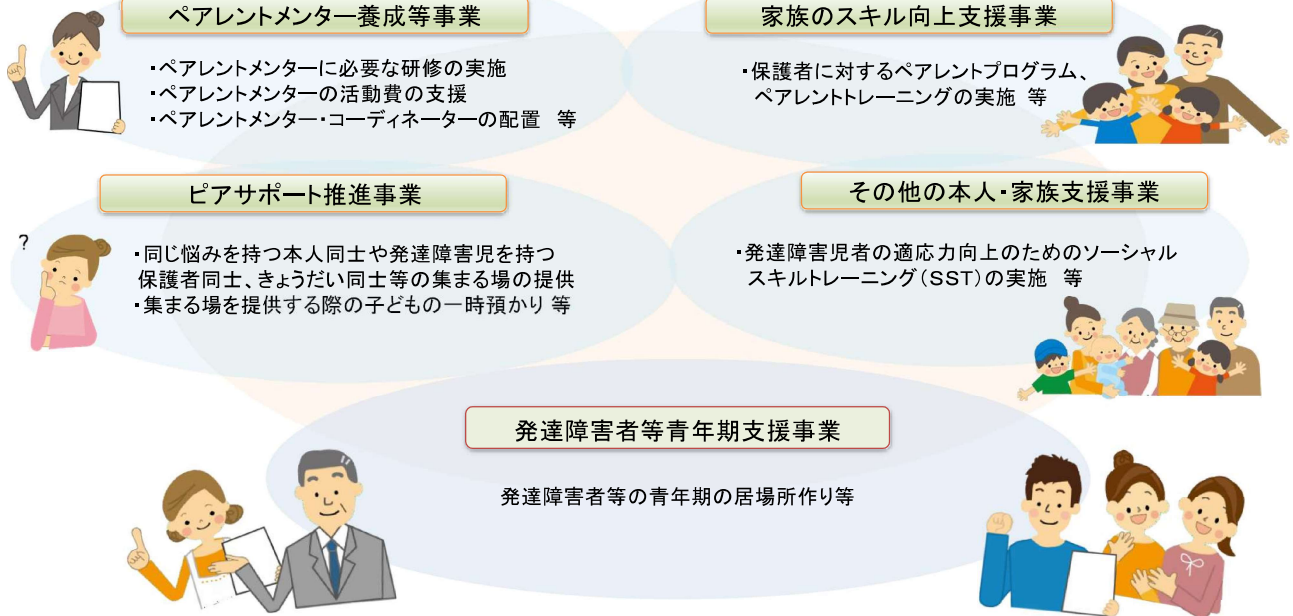 ペアレントメンター養成等事業
・ペアレントメンターに必要な研修の実施
・ペアレントメンターの活動費の支援
・ペアレントメンター・コーディネーターの配置 等
家族のスキル向上支援事業
・保護者に対するペアレントプログラム、
ペアレントトレーニングの実施 等
ピアサポート推進事業
?
・同じ悩みを持つ本人同士や発達障害児を持つ
保護者同士、きょうだい同士等の集まる場の提供
・集まる場を提供する際の子どもの一時預かり 等
その他の本人・家族支援事業
・発達障害児者の適応力向上のためのソーシャル
スキルトレーニング(SST)の実施 等
発達障害者等青年期支援事業
発達障害者等の青年期の居場所作り等